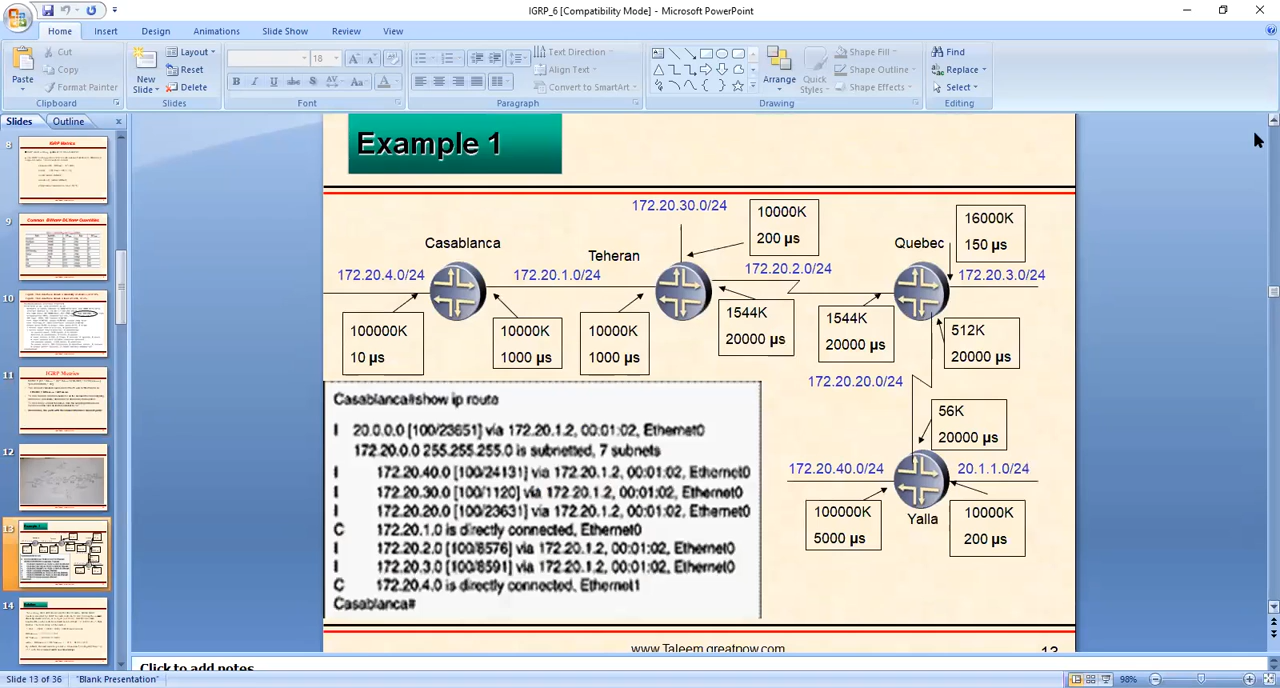 IGRP_6 [Compatibility Mode] - Microsoft PowerPoint
Home Insert Design Animations Slide Show Review View
Cut Layout 18 Text Direction Shape Fill Find
Copy Reset Align Text Shape Outline Replace
Paste Format Painter New Slide Delete Convert to SmartArt Arrange Quick Styles Shape Effects Select
Clipboard Slides Font Paragraph Drawing Editing
Slides Outline
8
IGRP Metrics
9
10
11
IGRP Metrics
12
13
14
Example 1
172.20.30.0/24
10000K
200 µs
16000K
150 µs
Casablanca
Teheran
Quebec
172.20.4.0/24
172.20.1.0/24
172.20.2.0/24
172.20.3.0/24
100000K
10 µs
10000K
1000 µs
10000K
1000 µs
1544K
20000 µs
1544K
20000 µs
512K
20000 µs
172.20.20.0/24
56K
20000 µs
172.20.40.0/24
20.1.1.0/24
100000K
5000 µs
Yalla
10000K
200 µs
Casablanca#show ip route
I 20.0.0.0 [100/23651] via 172.20.1.2, 00:01:02, Ethernet0
172.20.0.0 255.255.255.0 is subnetted, 7 subnets
I 172.20.40.0 [100/24131] via 172.20.1.2, 00:01:02, Ethernet0
I 172.20.30.0 [100/1120] via 172.20.1.2, 00:01:02, Ethernet0
I 172.20.20.0 [100/23631] via 172.20.1.2, 00:01:02, Ethernet0
C 172.20.1.0 is directly connected, Ethernet0
I 172.20.2.0 via 172.20.1.2, 00:01:02, Ethernet0
I 172.20.3.0 via 172.20.1.2, 00:01:02, Ethernet0
C 172.20.4.0 is directly connected, Ethernet1
Casablanca#
www.Taleem.greatnow.com
13
Click to add notes
Slide 13 of 36 "Blank Presentation" 98%